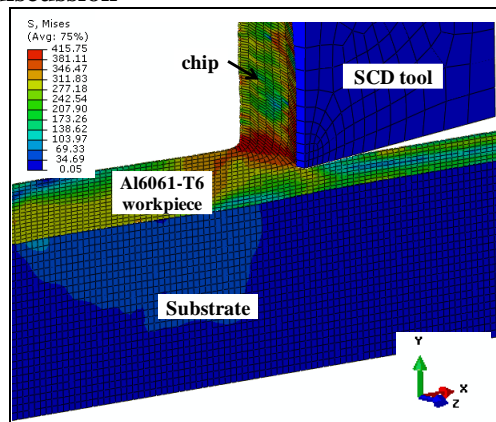 S, Mises
(Avg: 75%)
415.75
381.11
346.47
311.83
277.18
242.54
207.90
173.26
138.62
103.97
69.33
34.69
0.05
chip
SCD tool
Al6061-T6
workpiece
Substrate
Y
X
Z